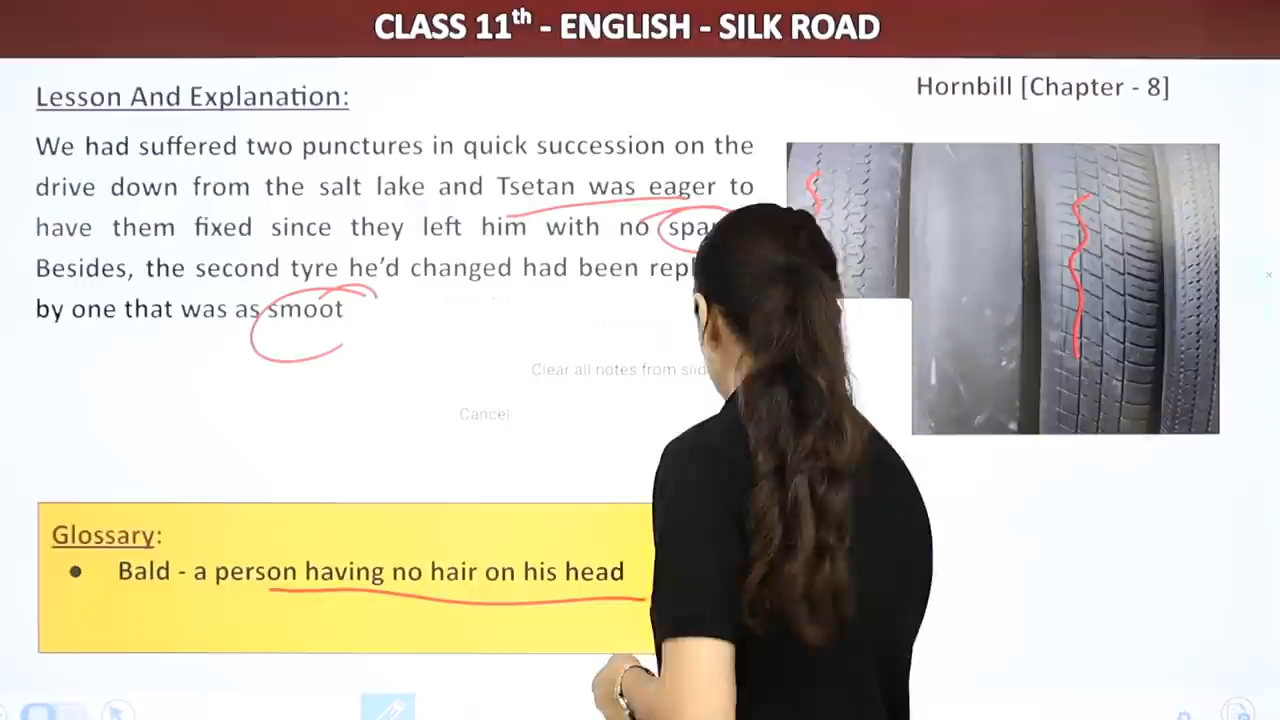 CLASS 11th - ENGLISH - SILK ROAD
Lesson And Explanation:
Hornbill [Chapter - 8]
We had suffered two punctures in quick succession on the
drive down from the salt lake and Tsetan was eager to
have them fixed since they left him with no
Besides, the second tyre he’d changed had been
by one that was as smoot
Clear all notes from
Cancel
Glossary:
● Bald - a person having no hair on his head